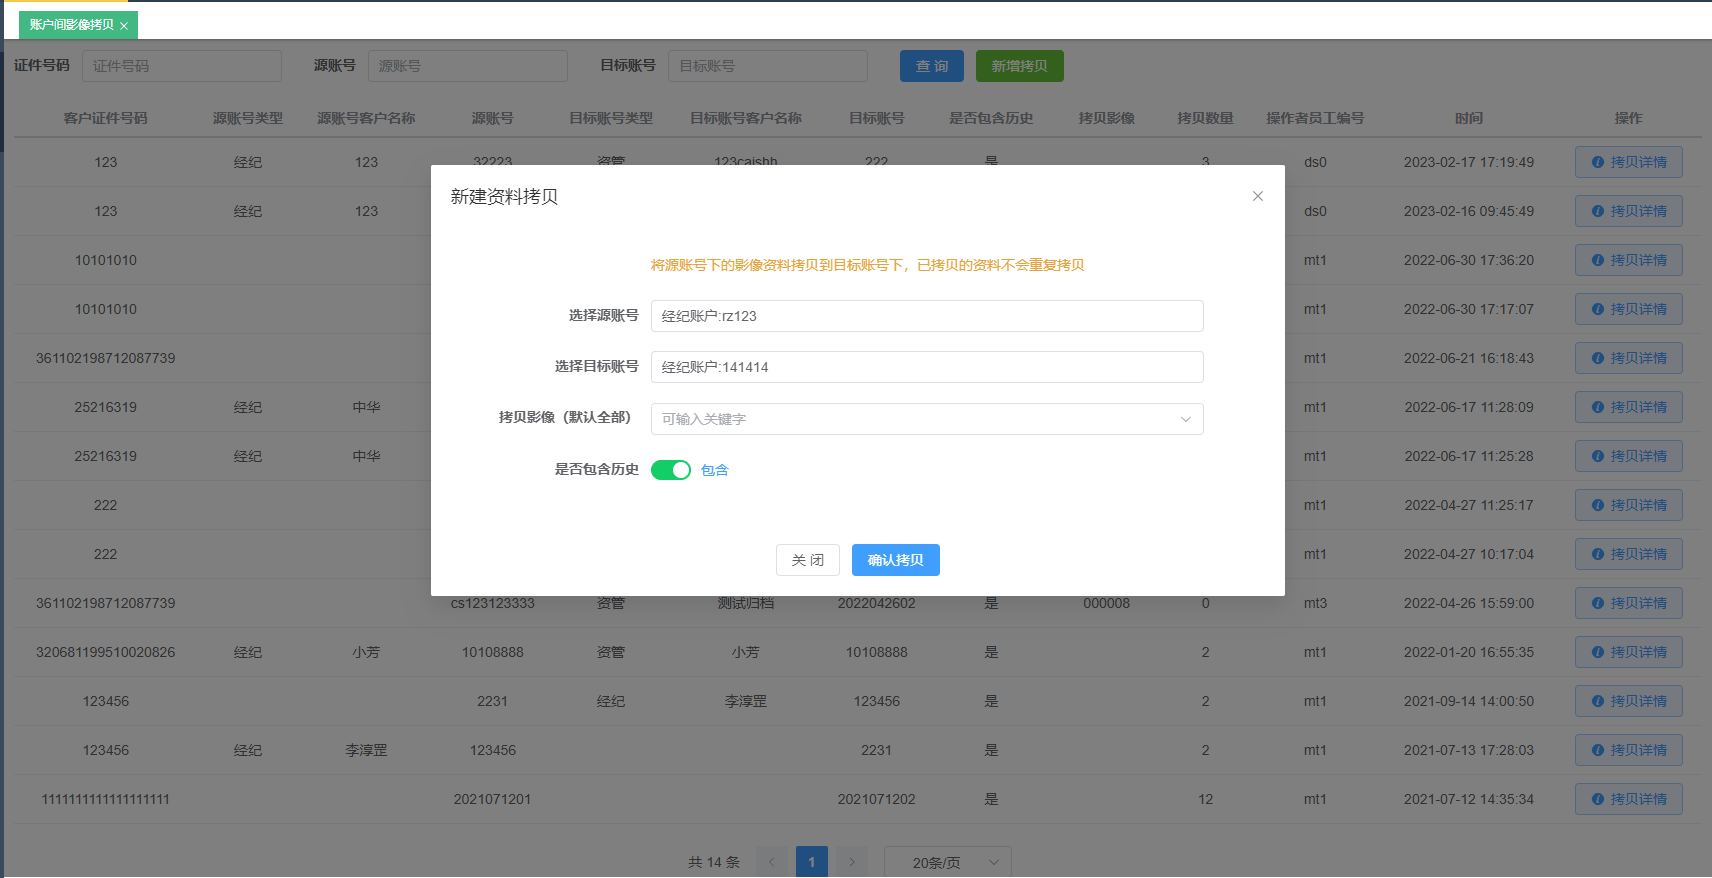 账户间影像拷贝
证件号码 证件号码 源账号 源账号 目标账号 目标账号 查 询 新增拷贝
客户证件号码 源账号类型 源账号客户名称 源账号 目标账号类型 目标账号客户名称 目标账号 是否包含历史 拷贝影像 拷贝数量 操作者员工编号 时间 操作
123 经纪 123 32223 资管 123caishh 222 是 3 ds0 2023-02-17 17:19:49 拷贝详情
123 经纪 123 ds0 2023-02-16 09:45:49 拷贝详情
10101010 mt1 2022-06-30 17:36:20 拷贝详情
10101010 mt1 2022-06-30 17:17:07 拷贝详情
361102198712087739 mt1 2022-06-21 16:18:43 拷贝详情
25216319 经纪 中华 mt1 2022-06-17 11:28:09 拷贝详情
25216319 经纪 中华 mt1 2022-06-17 11:25:28 拷贝详情
222 mt1 2022-04-27 11:25:17 拷贝详情
222 mt1 2022-04-27 10:17:04 拷贝详情
361102198712087739 cs123123333 资管 测试归档 2022042602 是 000008 0 mt3 2022-04-26 15:59:00 拷贝详情
320681199510020826 经纪 小芳 10108888 资管 小芳 10108888 是 2 mt1 2022-01-20 16:55:35 拷贝详情
123456 2231 经纪 李淳罡 123456 是 2 mt1 2021-09-14 14:00:50 拷贝详情
123456 经纪 李淳罡 123456 2231 是 2 mt1 2021-07-13 17:28:03 拷贝详情
1111111111111111111 2021071201 2021071202 是 12 mt1 2021-07-12 14:35:34 拷贝详情
共 14 条 1 20条/页
新建资料拷贝
将源账号下的影像资料拷贝到目标账号下，已拷贝的资料不会重复拷贝
选择源账号 经纪账户:rz123
选择目标账号 经纪账户:141414
拷贝影像（默认全部） 可输入关键字
是否包含历史 包含
关 闭 确认拷贝